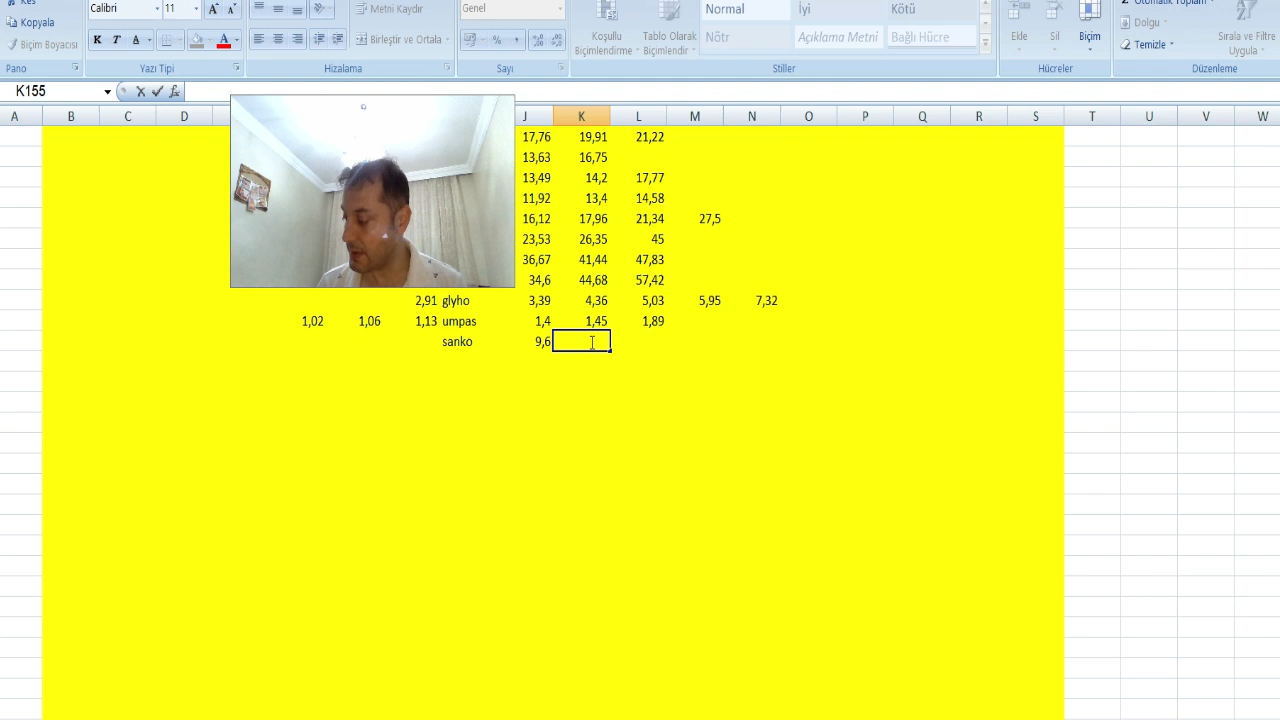 Kes
Kopyala
Biçim Boyacısı
Pano
Calibri 11 A A
K T A A
Yazı Tipi
Metni Kaydır
Birleştir ve Ortala
Hizalama
Genel
% ,
Sayı
Koşullu Biçimlendirme
Tablo Olarak Biçimlendir
Normal İyi Kötü
Nötr Açıklama Metni Bağlı Hücre
Stiller
Ekle Sil Biçim
Hücreler
Otomatik Toplam
Dolgu
Temizle
Sırala ve Filtre Uygula
Düzenleme
K155 fx
A B C D J K L M N O P Q R S T U V W
17,76 19,91 21,22
13,63 16,75
13,49 14,2 17,77
11,92 13,4 14,58
16,12 17,96 21,34 27,5
23,53 26,35 45
36,67 41,44 47,83
34,6 44,68 57,42
2,91 glyho 3,39 4,36 5,03 5,95 7,32
1,02 1,06 1,13 umpas 1,4 1,45 1,89
sanko 9,6